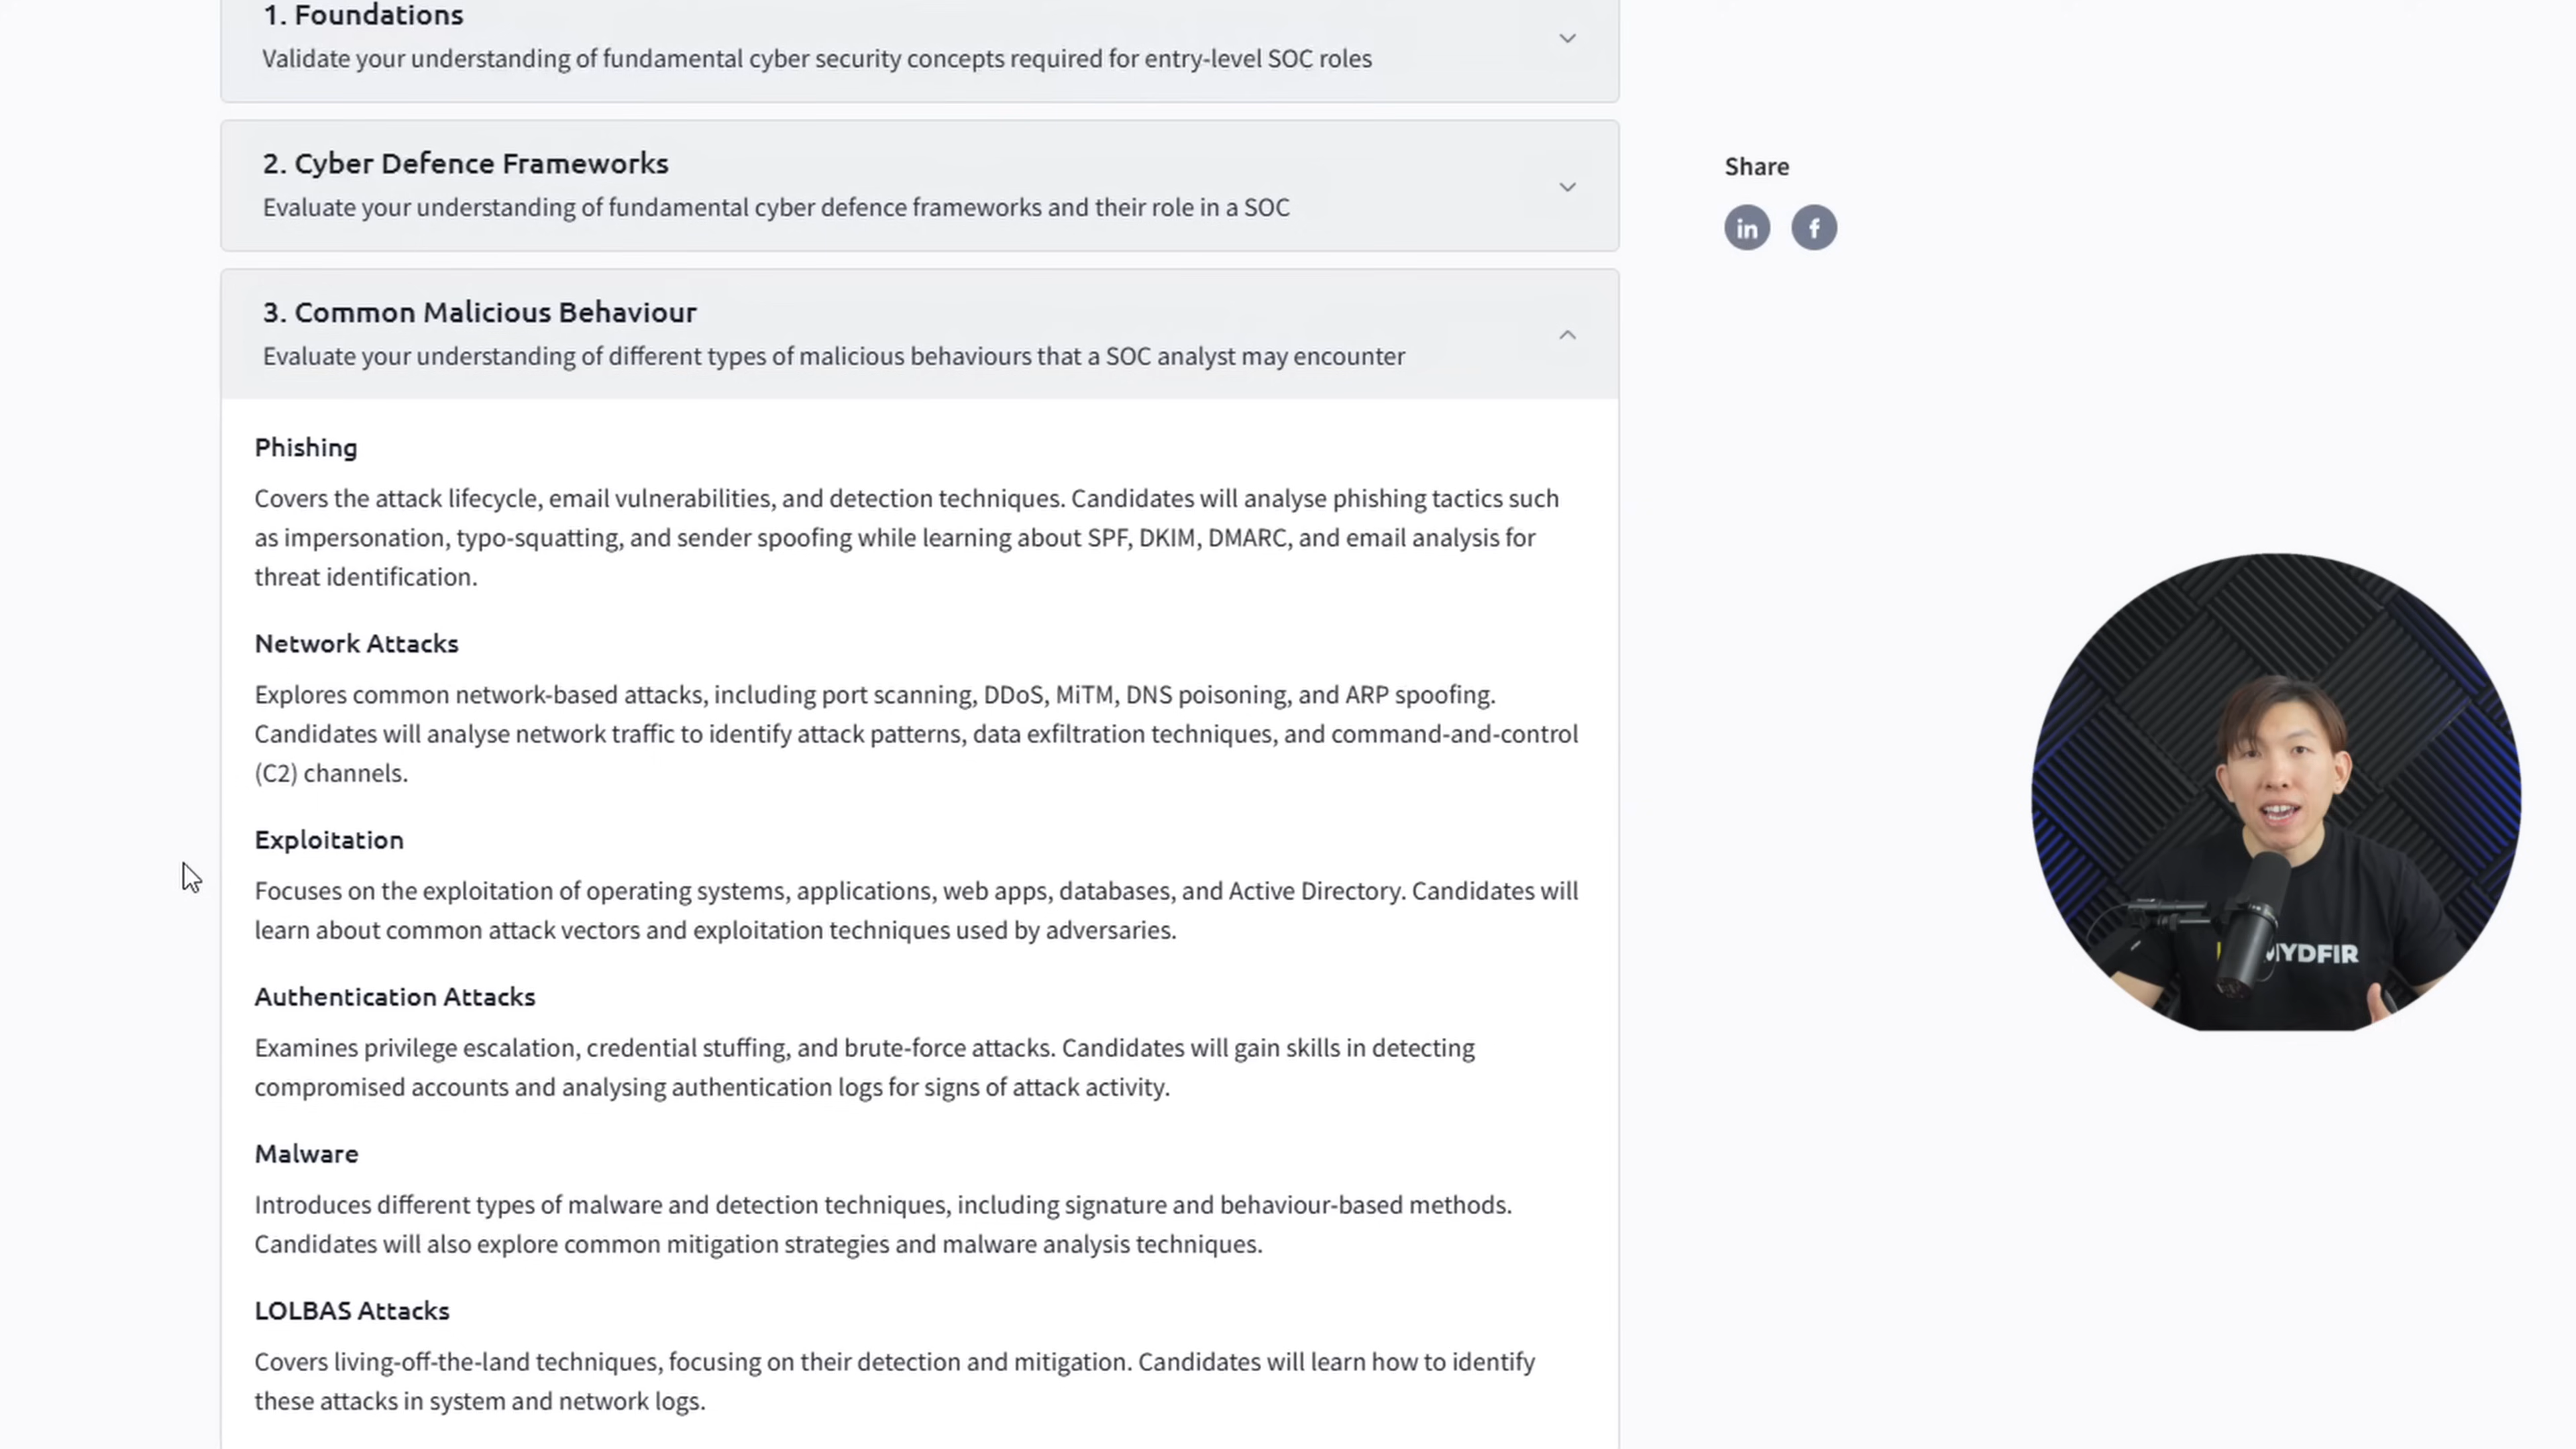 1. Foundations
Validate your understanding of fundamental cyber security concepts required for entry-level SOC roles
2. Cyber Defence Frameworks
Evaluate your understanding of fundamental cyber defence frameworks and their role in a SOC
Share
in f
3. Common Malicious Behaviour
Evaluate your understanding of different types of malicious behaviours that a SOC analyst may encounter
Phishing
Covers the attack lifecycle, email vulnerabilities, and detection techniques. Candidates will analyse phishing tactics such
as impersonation, typo-squatting, and sender spoofing while learning about SPF, DKIM, DMARC, and email analysis for
threat identification.
Network Attacks
Explores common network-based attacks, including port scanning, DDoS, MiTM, DNS poisoning, and ARP spoofing.
Candidates will analyse network traffic to identify attack patterns, data exfiltration techniques, and command-and-control
(C2) channels.
Exploitation
Focuses on the exploitation of operating systems, applications, web apps, databases, and Active Directory. Candidates will
learn about common attack vectors and exploitation techniques used by adversaries.
Authentication Attacks
Examines privilege escalation, credential stuffing, and brute-force attacks. Candidates will gain skills in detecting
compromised accounts and analysing authentication logs for signs of attack activity.
Malware
Introduces different types of malware and detection techniques, including signature and behaviour-based methods.
Candidates will also explore common mitigation strategies and malware analysis techniques.
LOLBAS Attacks
Covers living-off-the-land techniques, focusing on their detection and mitigation. Candidates will learn how to identify
these attacks in system and network logs.
MYDFIR